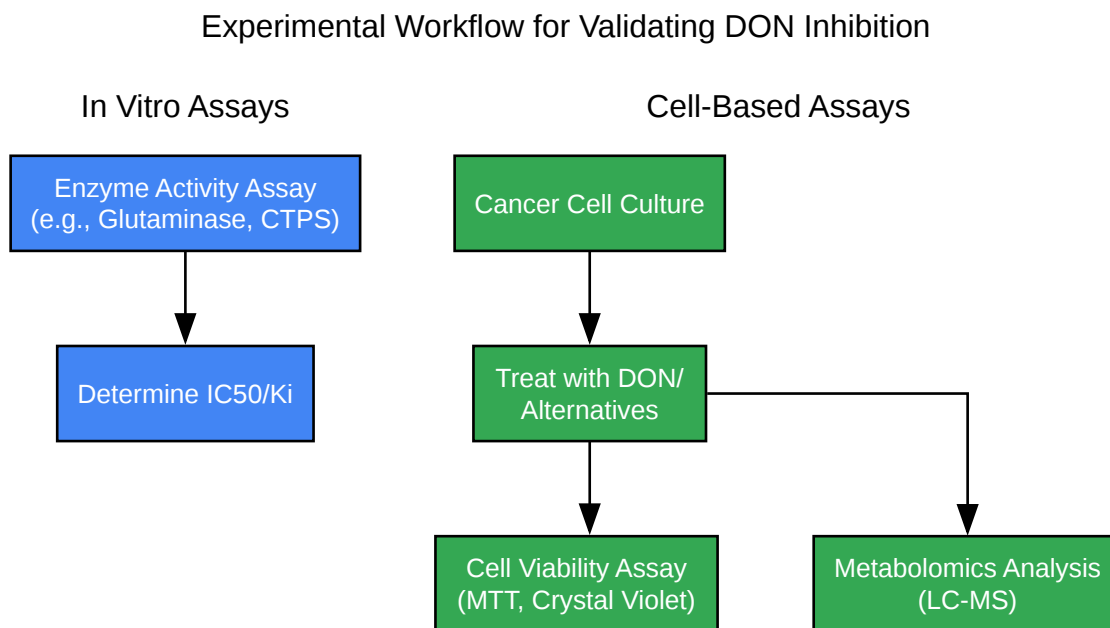 Experimental Workflow for Validating DON Inhibition
In Vitro Assays
Enzyme Activity Assay
(e.g., Glutaminase, CTPS)
Determine IC50/Ki
Cell-Based Assays
Cancer Cell Culture
Treat with DON/
Alternatives
Cell Viability Assay
(MTT, Crystal Violet)
Metabolomics Analysis
(LC-MS)